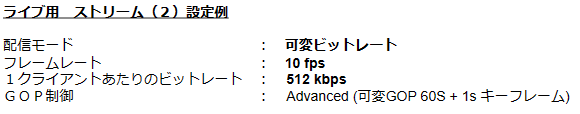 ライブ用　ストリーム（２）設定例
配信モード　：　可変ビットレート
フレームレート　：　10 fps
１クライアントあたりのビットレート　：　512 kbps
ＧＯＰ制御　：　Advanced (可変GOP 60S + 1s キーフレーム)